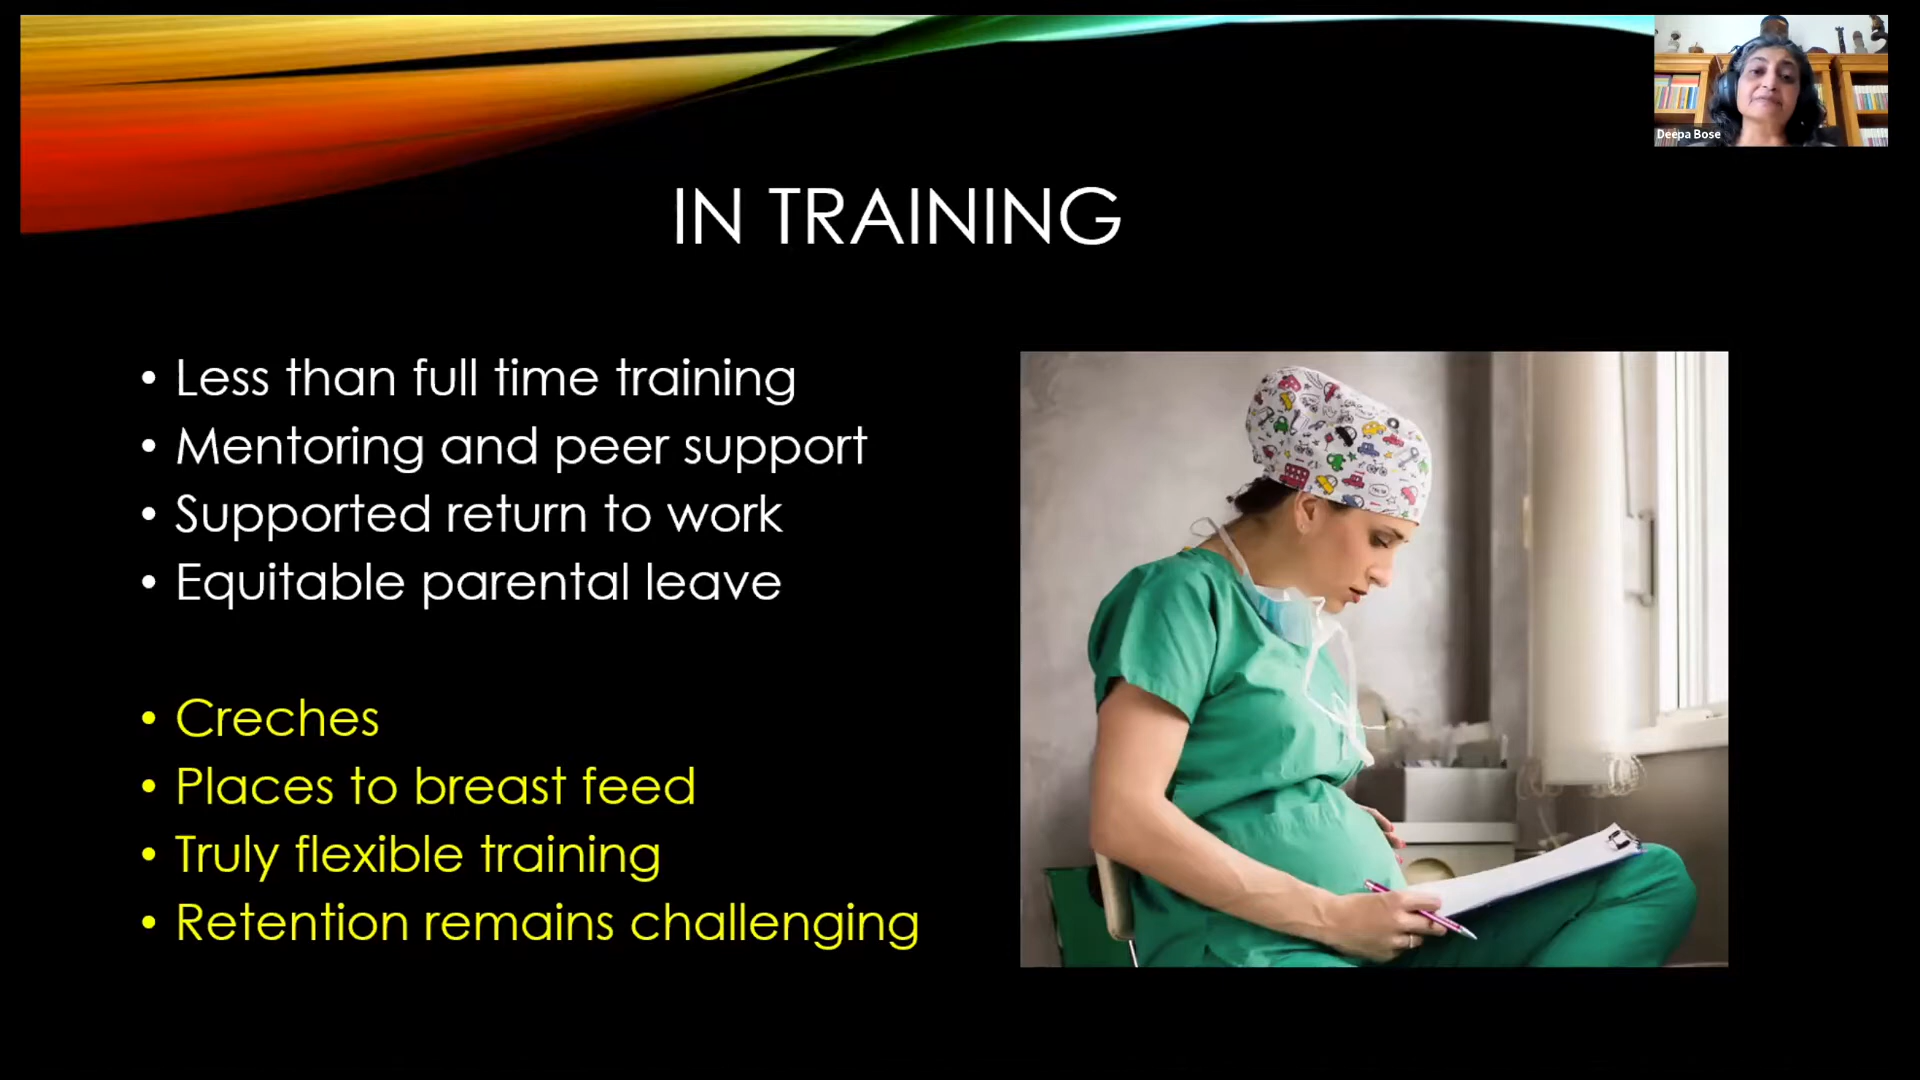 Deepa Bose
IN TRAINING
• Less than full time training
• Mentoring and peer support
• Supported return to work
• Equitable parental leave
• Creches
• Places to breast feed
• Truly flexible training
• Retention remains challenging